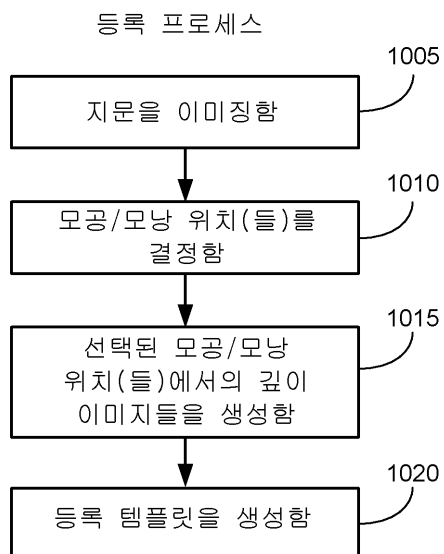 등록 프로세스
1005
지문을 이미징함
1010
모공/모낭 위치(들)를
결정함
1015
선택된 모공/모낭
위치(들)에서의 깊이
이미지들을 생성함
1020
등록 템플릿을 생성함